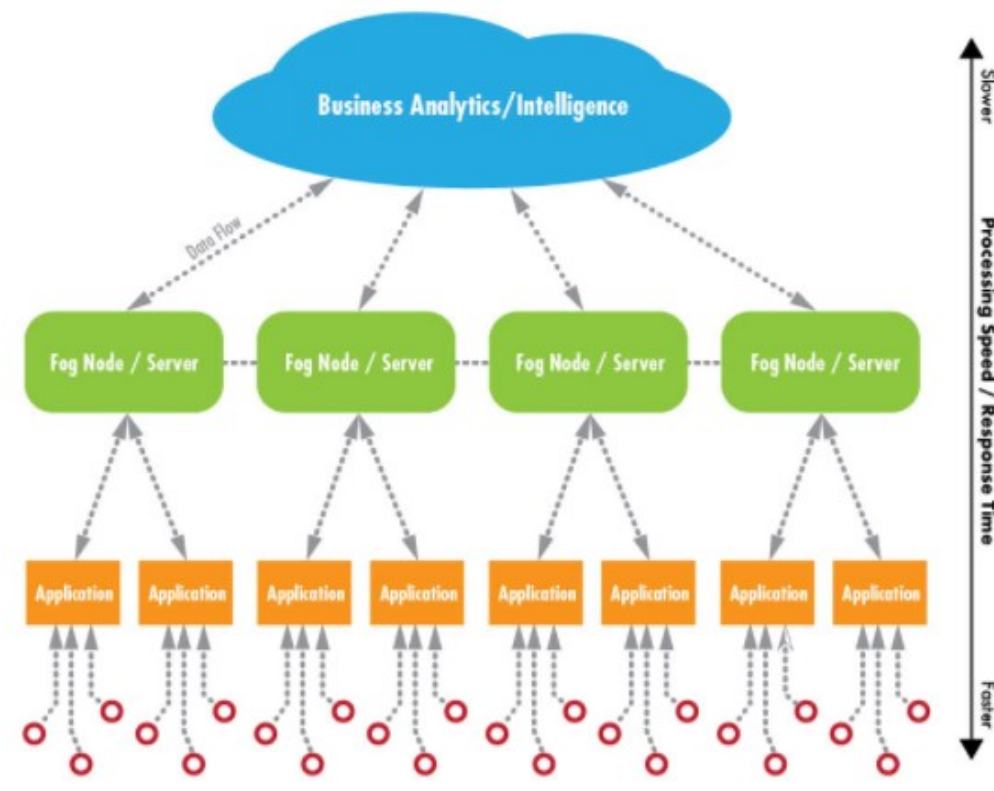 Business Analytics/Intelligence
Slower
Data Flow
Processing Speed / Response Time
Fog Node / Server
Fog Node / Server
Fog Node / Server
Fog Node / Server
Application
Application
Application
Application
Application
Application
Application
Application
Faster